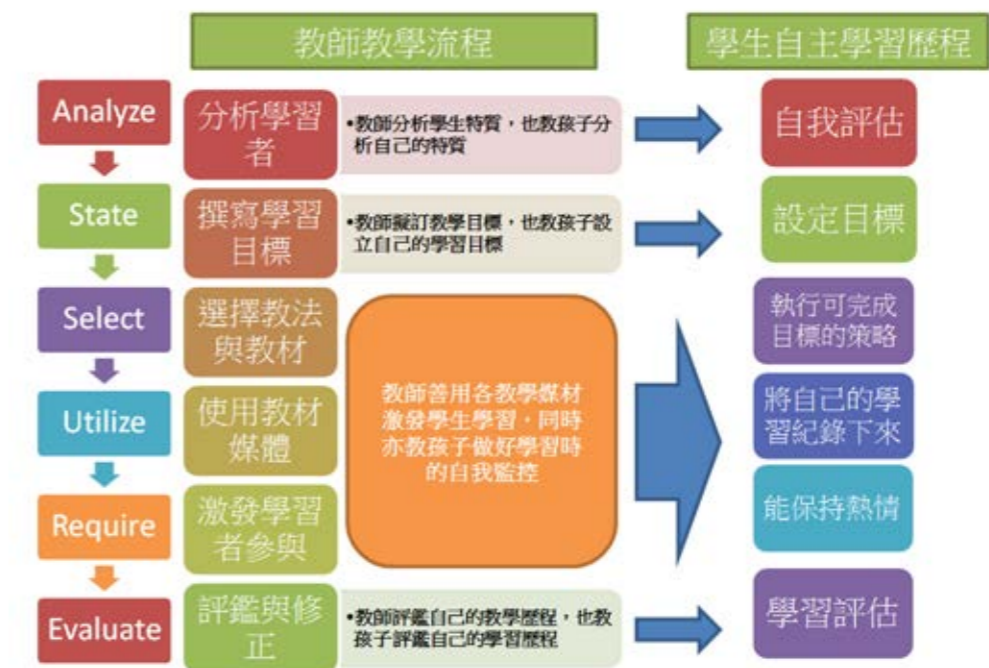 教師教學流程
學生自主學習歷程
Analyze
分析學習
者
•教師分析學生特質，也教孩子分
析自己的特質
自我評估
State
撰寫學習
目標
•教師擬訂教學目標，也教孩子設
立自己的學習目標
設定目標
Select
選擇教法
與教材
執行可完成
目標的策略
Utilize
使用教材
媒體
教師善用各教學媒材
激發學生學習，同時
亦教孩子做好學習時
的自我監控
將自己的學
習紀錄下來
Require
激發學習
者參與
能保持熱情
Evaluate
評鑑與修
正
•教師評鑑自己的教學歷程，也教
孩子評鑑自己的學習歷程
學習評估